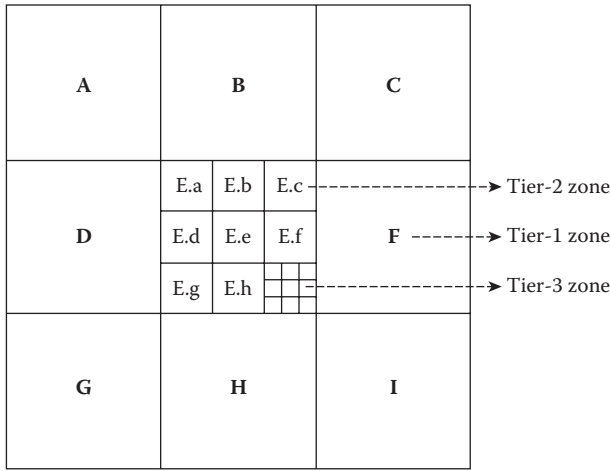 A B C
E.a E.b E.c Tier-2 zone
D E.d E.e E.f F Tier-1 zone
E.g E.h Tier-3 zone
G H I